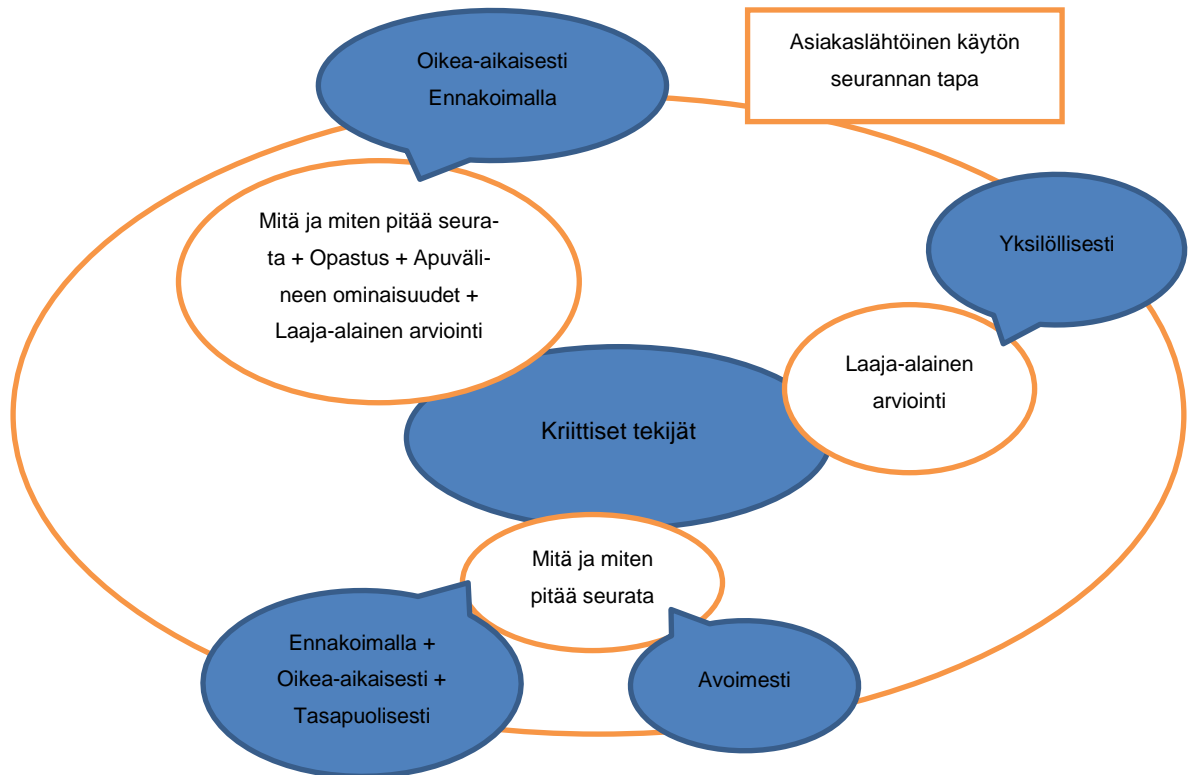 Oikea-aikaisesti
Ennakoimalla
Asiakaslähtöinen käytön
seurannan tapa
Mitä ja miten pitää seura-
ta + Opastus + Apuväli-
neen ominaisuudet +
Laaja-alainen arviointi
Yksilöllisesti
Laaja-alainen
arviointi
Kriittiset tekijät
Mitä ja miten
pitää seurata
Ennakoimalla +
Oikea-aikaisesti +
Tasapuolisesti
Avoimesti